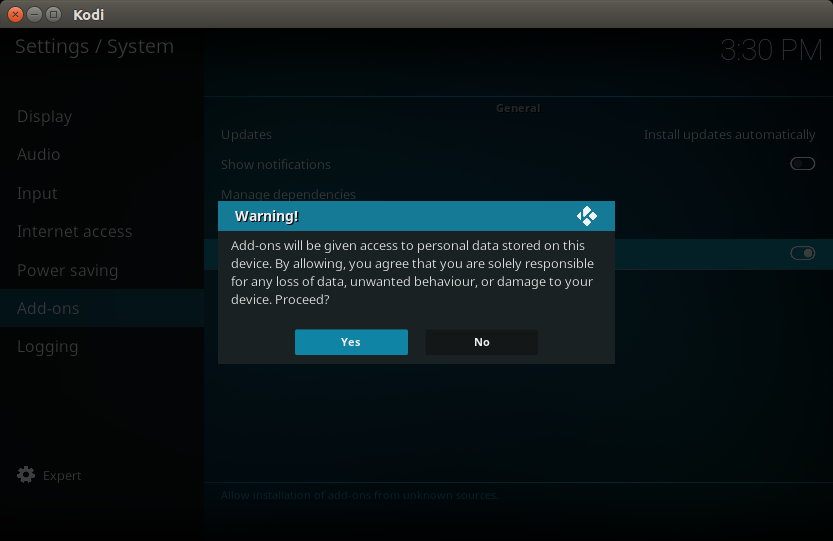 Kodi
Settings / System
3:30 PM
Display
Audio
Input
Internet access
Power saving
Add-ons
Logging
Expert
General
Updates Install updates automatically
Show notifications
Manage dependencies
Warning!
Add-ons will be given access to personal data stored on this
device. By allowing, you agree that you are solely responsible
for any loss of data, unwanted behaviour, or damage to your
device. Proceed?
Yes No
Allow installation of add-ons from unknown sources.